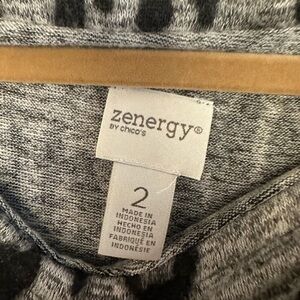 zenergy®
BY chico's
2
MADE IN
INDONESIA
HECHO EN
INDONESIA
FABRIQUÉ EN
INDONÉSIE